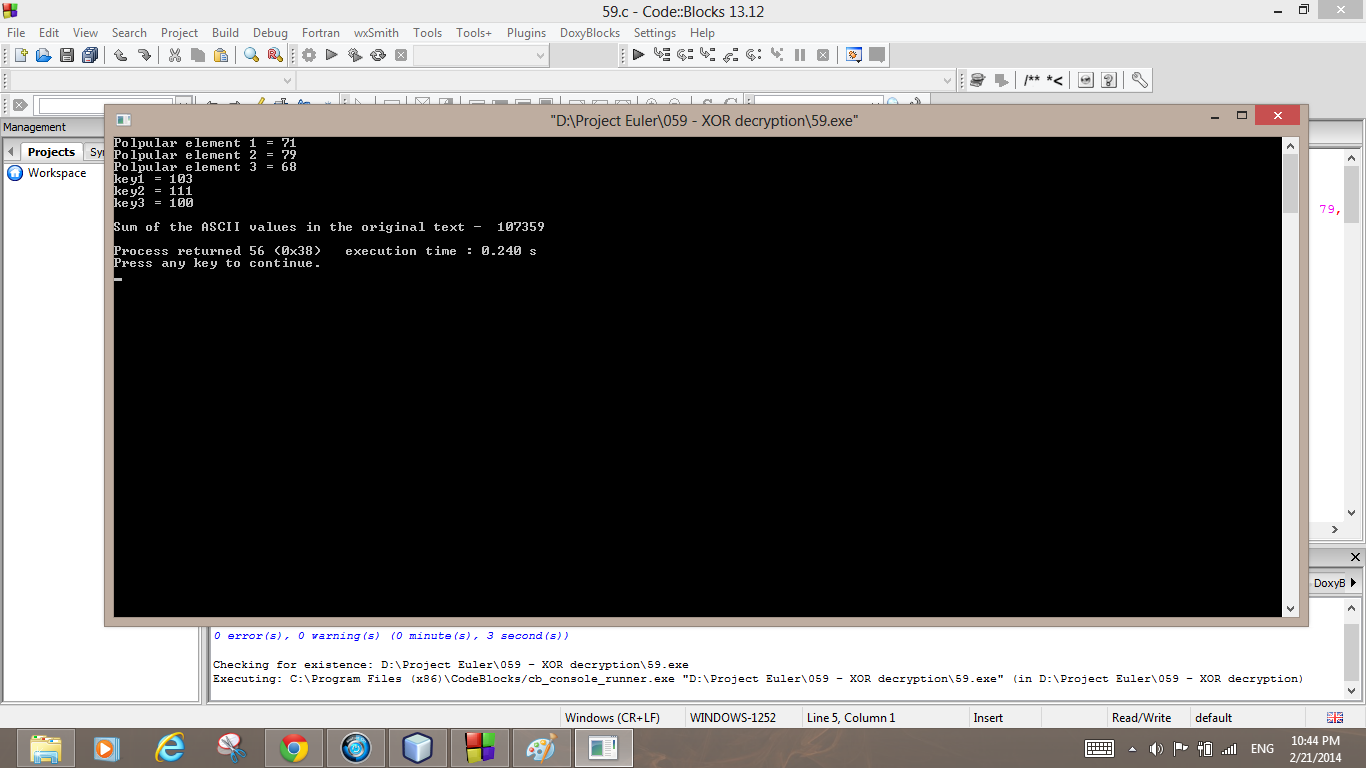 59.c - Code::Blocks 13.12
File Edit View Search Project Build Debug Fortran wxSmith Tools Tools+ Plugins DoxyBlocks Settings Help
/** *<
Management
Projects
Workspace
"D:\Project Euler\059 - XOR decryption\59.exe"
Polpular element 1 = 71
Polpular element 2 = 79
Polpular element 3 = 68
key1 = 103
key2 = 111
key3 = 100
Sum of the ASCII values in the original text - 107359
Process returned 56 (0x38) execution time : 0.240 s
Press any key to continue.
79,
DoxyB
0 error(s), 0 warning(s) (0 minute(s), 3 second(s))
Checking for existence: D:\Project Euler\059 - XOR decryption\59.exe
Executing: C:\Program Files (x86)\CodeBlocks/cb_console_runner.exe "D:\Project Euler\059 - XOR decryption\59.exe" (in D:\Project Euler\059 - XOR decryption)
Windows (CR+LF) WINDOWS-1252 Line 5, Column 1 Insert Read/Write default
ENG
10:44 PM
2/21/2014